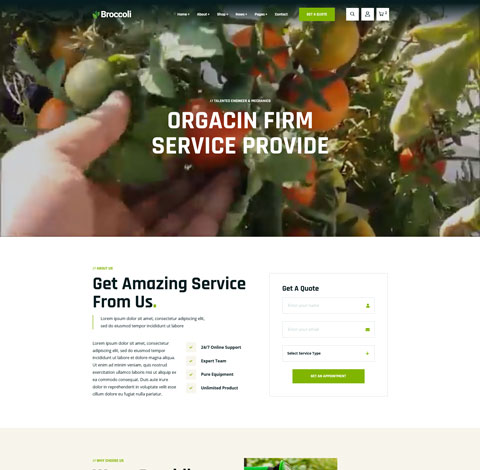 Broccoli
Home About Shop News Pages Contact GET A QUOTE
// TALENTED ENGINEER & MECHANICS
ORGACIN FIRM
SERVICE PROVIDE
// ABOUT US
Get Amazing Service
From Us.
Lorem ipsum dolor sit amet, consectetur adipiscing elit,
sed do eiusmod tempor incididunt ut labore
Lorem ipsum dolor sit amet, consectetur
adipiscing elit, sed do eiusmod tempor
incididunt ut labore et dolore magna aliqua.
Ut enim ad minim veniam, quis nostrud
exercitation ullamco laboris nisi ut aliquip ex
ea commodo consequat. Duis aute irure
dolor in reprehenderit in voluptate velit esse
cillum dolore eu fugiat nulla pariatur.
24/7 Online Support
Expert Team
Pure Equipment
Unlimited Product
Get A Quote
Enter your name
Enter your email
Select Service Type
GET AN APPOINTMENT
// WHY CHOOSE US